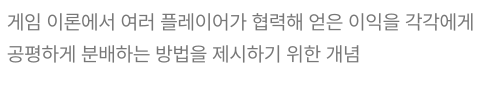 게임 이론에서 여러 플레이어가 협력해 얻은 이익을 각각에게
공평하게 분배하는 방법을 제시하기 위한 개념